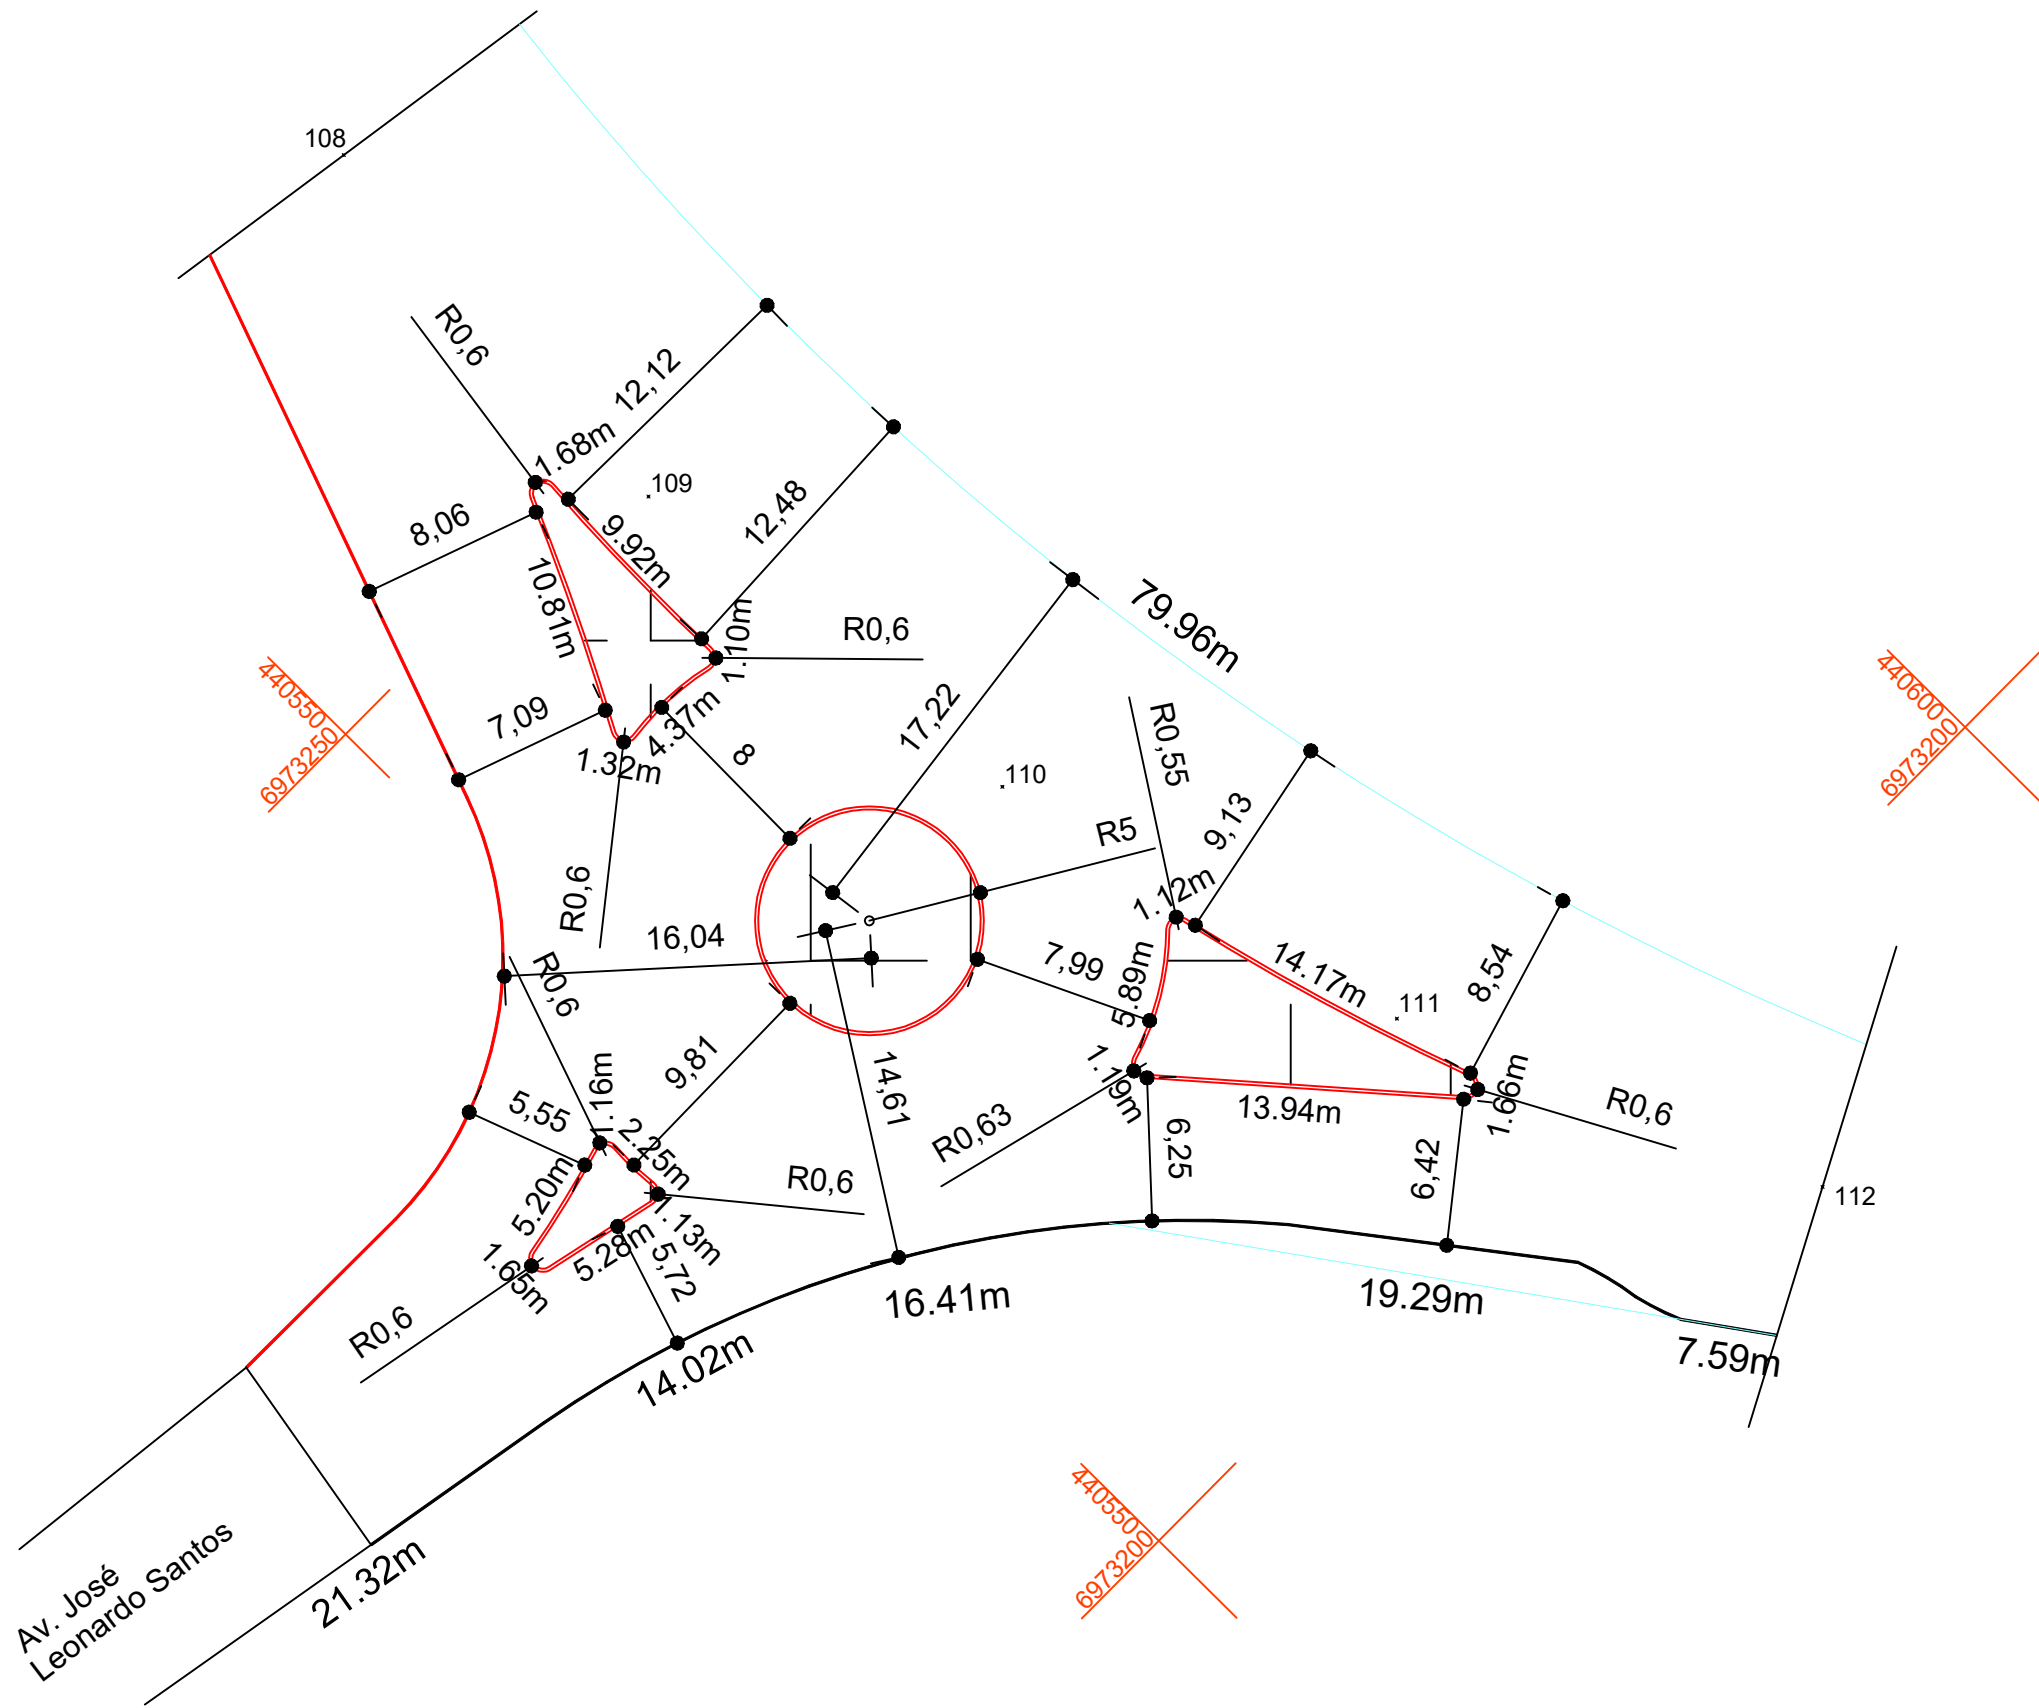 108
R0,6
12,12
1.68m
109
8,06
9.92m
12,48
10.81m
1.10m
R0,6
79.96m
440550
6973250
440600
6973200
7,09
4.37m
1.32m
8
17,22
R0,55
110
9,13
R5
R0,6
1.12m
16,04
7,99
5.89m
14.17m
8,54
R0,6
111
9,81
14,61
1.19m
1.66m
5,55
1.16m
2.25m
R0,63
13.94m
R0,6
6,25
6,42
R0,6
112
5.20m
1.13m
5.28m
5,72
1.65m
R0,6
16.41m
19.29m
7.59m
14.02m
440550
6973200
21.32m
Av. José
Leonardo Santos